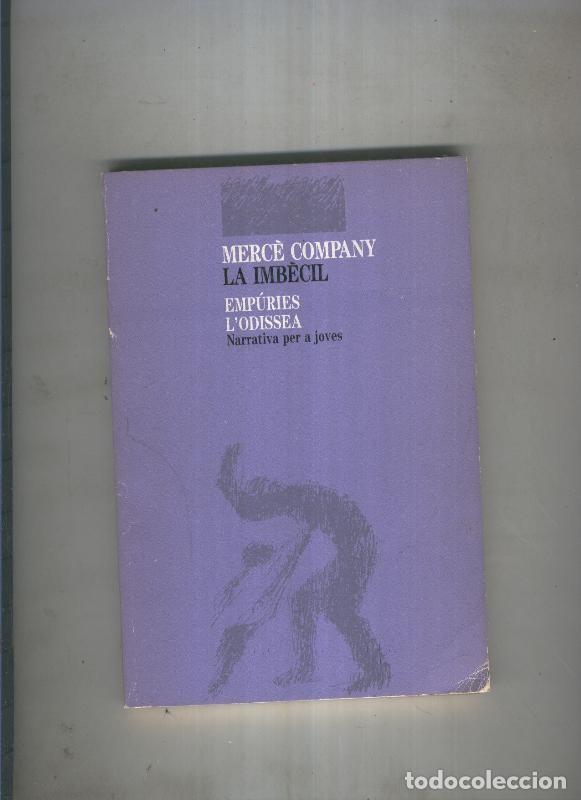 MERCÈ COMPANY
LA IMBÈCIL
EMPÚRIES
L'ODISSEA
Narrativa per a joves
todocoleccion